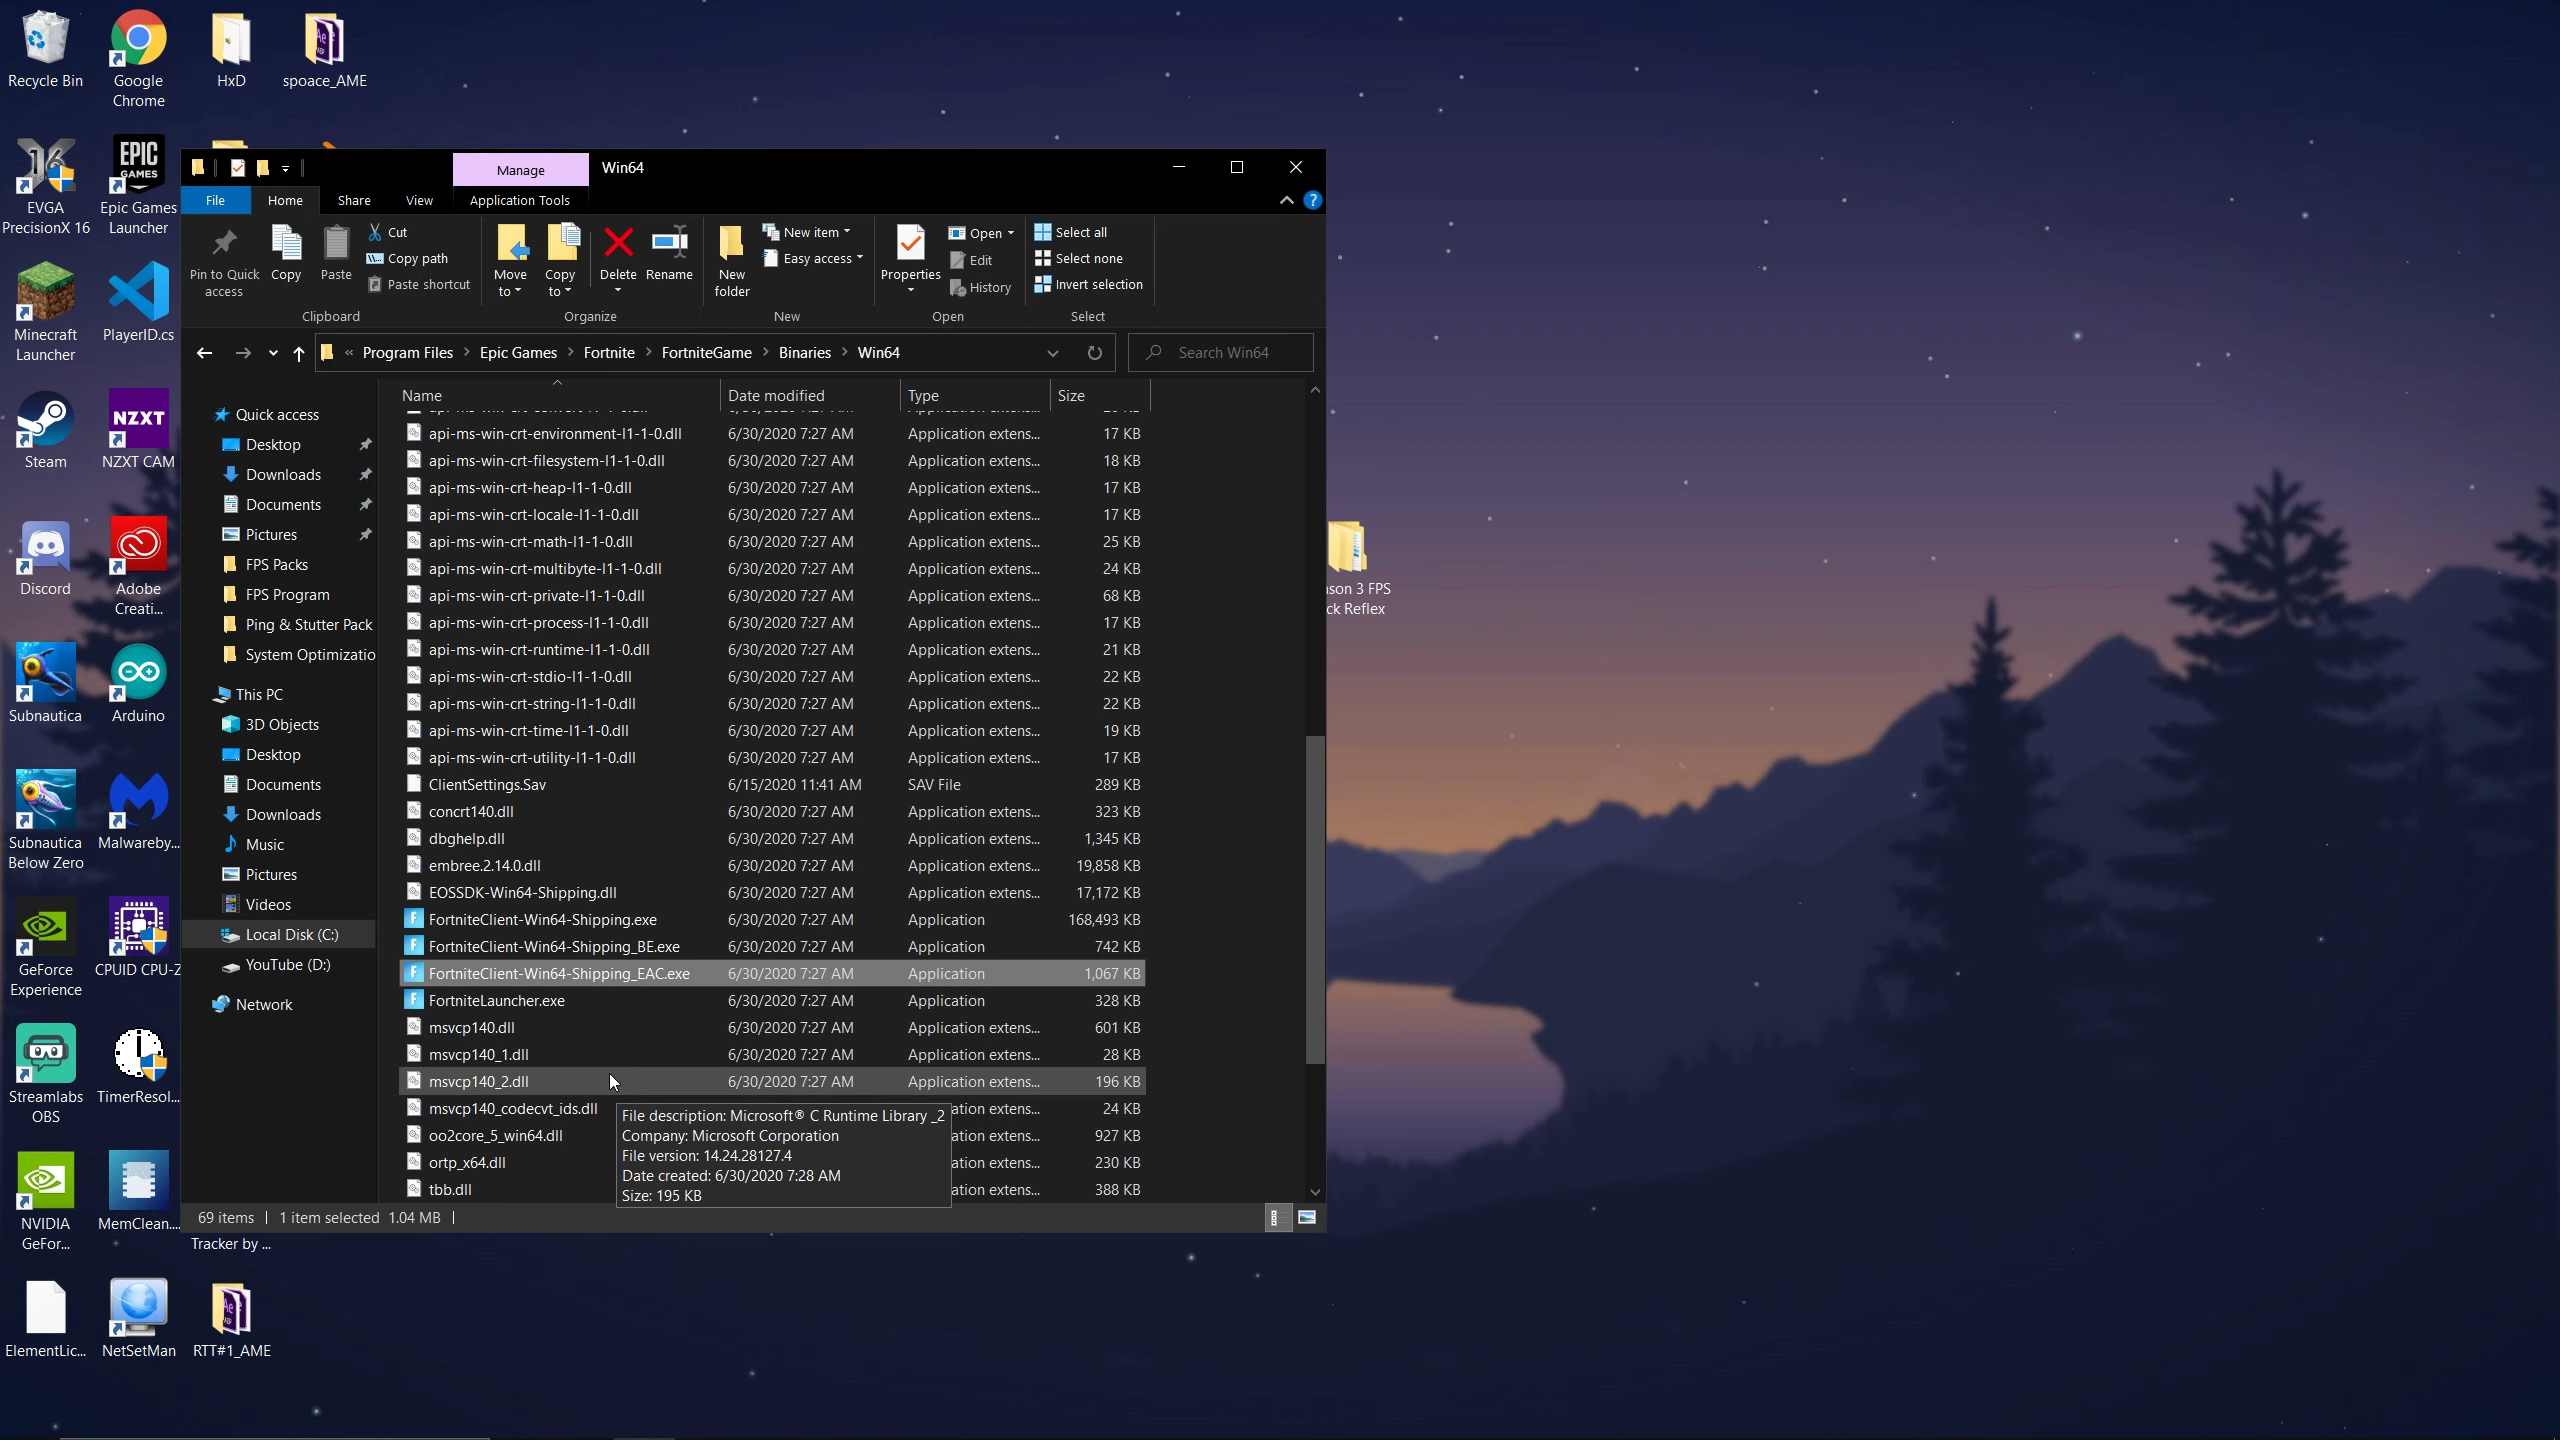 Recycle Bin
Google
Chrome
HxD
spoace_AME
EVGA
PrecisionX 16
EPIC
GAMES
Epic Games
Launcher
Minecraft
Launcher
PlayerID.cs
Steam
NZXT
NZXT CAM
Discord
Adobe
Creati...
Subnautica
Arduino
Subnautica
Below Zero
Malwareby...
GeForce
Experience
CPUID CPU-Z
Streamlabs
OBS
TimerResol...
NVIDIA
GeFor...
MemClean...
Tracker by ...
ElementLic...
NetSetMan
Ae
RTT#1_AME
Manage
Win64
File
Home
Share
View
Application Tools
Pin to Quick
access
Copy
Paste
Cut
Copy path
Paste shortcut
Clipboard
Move
to
Copy
to
Delete
Rename
Organize
New
folder
New item
Easy access
New
Properties
Open
Edit
History
Open
Select all
Select none
Invert selection
Select
« Program Files > Epic Games > Fortnite > FortniteGame > Binaries > Win64
Search Win64
Quick access
Desktop
Downloads
Documents
Pictures
FPS Packs
FPS Program
Ping & Stutter Pack
System Optimizatio
This PC
3D Objects
Desktop
Documents
Downloads
Music
Pictures
Videos
Local Disk (C:)
YouTube (D:)
Network
Name Date modified Type Size
api-ms-win-crt-environment-l1-1-0.dll 6/30/2020 7:27 AM Application extens... 17 KB
api-ms-win-crt-filesystem-l1-1-0.dll 6/30/2020 7:27 AM Application extens... 18 KB
api-ms-win-crt-heap-l1-1-0.dll 6/30/2020 7:27 AM Application extens... 17 KB
api-ms-win-crt-locale-l1-1-0.dll 6/30/2020 7:27 AM Application extens... 17 KB
api-ms-win-crt-math-l1-1-0.dll 6/30/2020 7:27 AM Application extens... 25 KB
api-ms-win-crt-multibyte-l1-1-0.dll 6/30/2020 7:27 AM Application extens... 24 KB
api-ms-win-crt-private-l1-1-0.dll 6/30/2020 7:27 AM Application extens... 68 KB
api-ms-win-crt-process-l1-1-0.dll 6/30/2020 7:27 AM Application extens... 17 KB
api-ms-win-crt-runtime-l1-1-0.dll 6/30/2020 7:27 AM Application extens... 21 KB
api-ms-win-crt-stdio-l1-1-0.dll 6/30/2020 7:27 AM Application extens... 22 KB
api-ms-win-crt-string-l1-1-0.dll 6/30/2020 7:27 AM Application extens... 22 KB
api-ms-win-crt-time-l1-1-0.dll 6/30/2020 7:27 AM Application extens... 19 KB
api-ms-win-crt-utility-l1-1-0.dll 6/30/2020 7:27 AM Application extens... 17 KB
ClientSettings.Sav 6/15/2020 11:41 AM SAV File 289 KB
concrt140.dll 6/30/2020 7:27 AM Application extens... 323 KB
dbghelp.dll 6/30/2020 7:27 AM Application extens... 1,345 KB
embree.2.14.0.dll 6/30/2020 7:27 AM Application extens... 19,858 KB
EOSSDK-Win64-Shipping.dll 6/30/2020 7:27 AM Application extens... 17,172 KB
FortniteClient-Win64-Shipping.exe 6/30/2020 7:27 AM Application 168,493 KB
FortniteClient-Win64-Shipping_BE.exe 6/30/2020 7:27 AM Application 742 KB
FortniteClient-Win64-Shipping_EAC.exe 6/30/2020 7:27 AM Application 1,067 KB
FortniteLauncher.exe 6/30/2020 7:27 AM Application 328 KB
msvcp140.dll 6/30/2020 7:27 AM Application extens... 601 KB
msvcp140_1.dll 6/30/2020 7:27 AM Application extens... 28 KB
msvcp140_2.dll 6/30/2020 7:27 AM Application extens... 196 KB
msvcp140_codecvt_ids.dll ation extens... 24 KB
oo2core_5_win64.dll ation extens... 927 KB
ortp_x64.dll ation extens... 230 KB
tbb.dll ation extens... 388 KB
File description: Microsoft® C Runtime Library _2
Company: Microsoft Corporation
File version: 14.24.28127.4
Date created: 6/30/2020 7:28 AM
Size: 195 KB
69 items
1 item selected 1.04 MB
son 3 FPS
ck Reflex